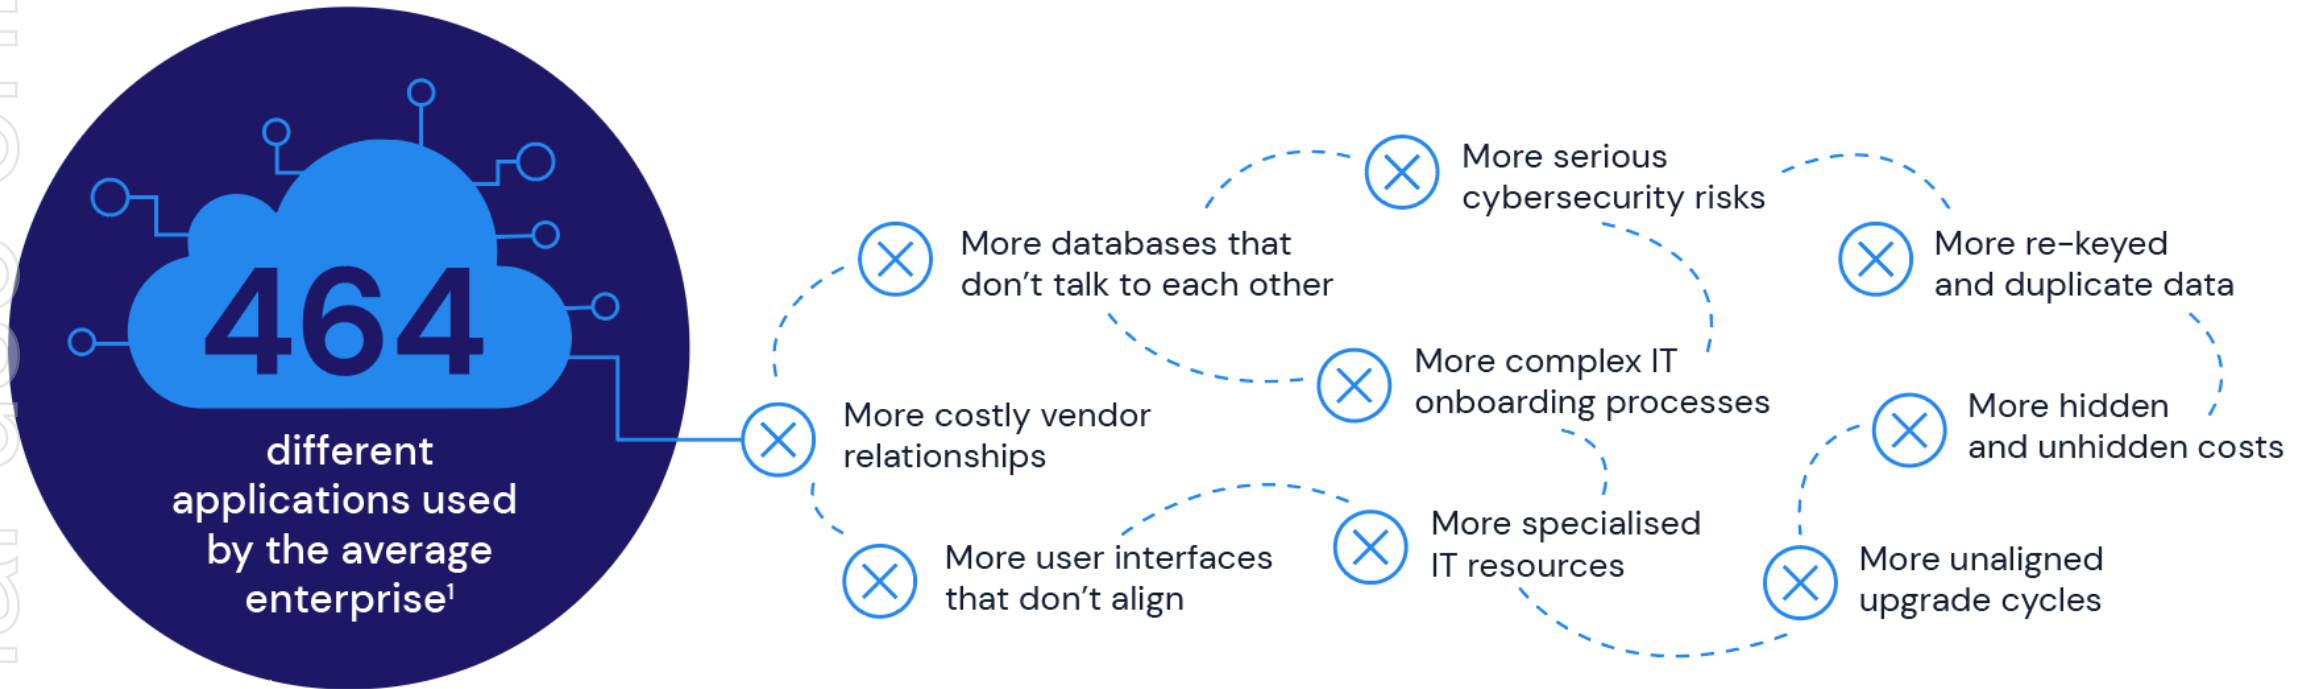 464
different
applications used
by the average
enterprise¹
More costly vendor
relationships
More databases that
don't talk to each other
More user interfaces
that don't align
More serious
cybersecurity risks
More complex IT
onboarding processes
More specialised
IT resources
More re-keyed
and duplicate data
More hidden
and unhidden costs
More unaligned
upgrade cycles